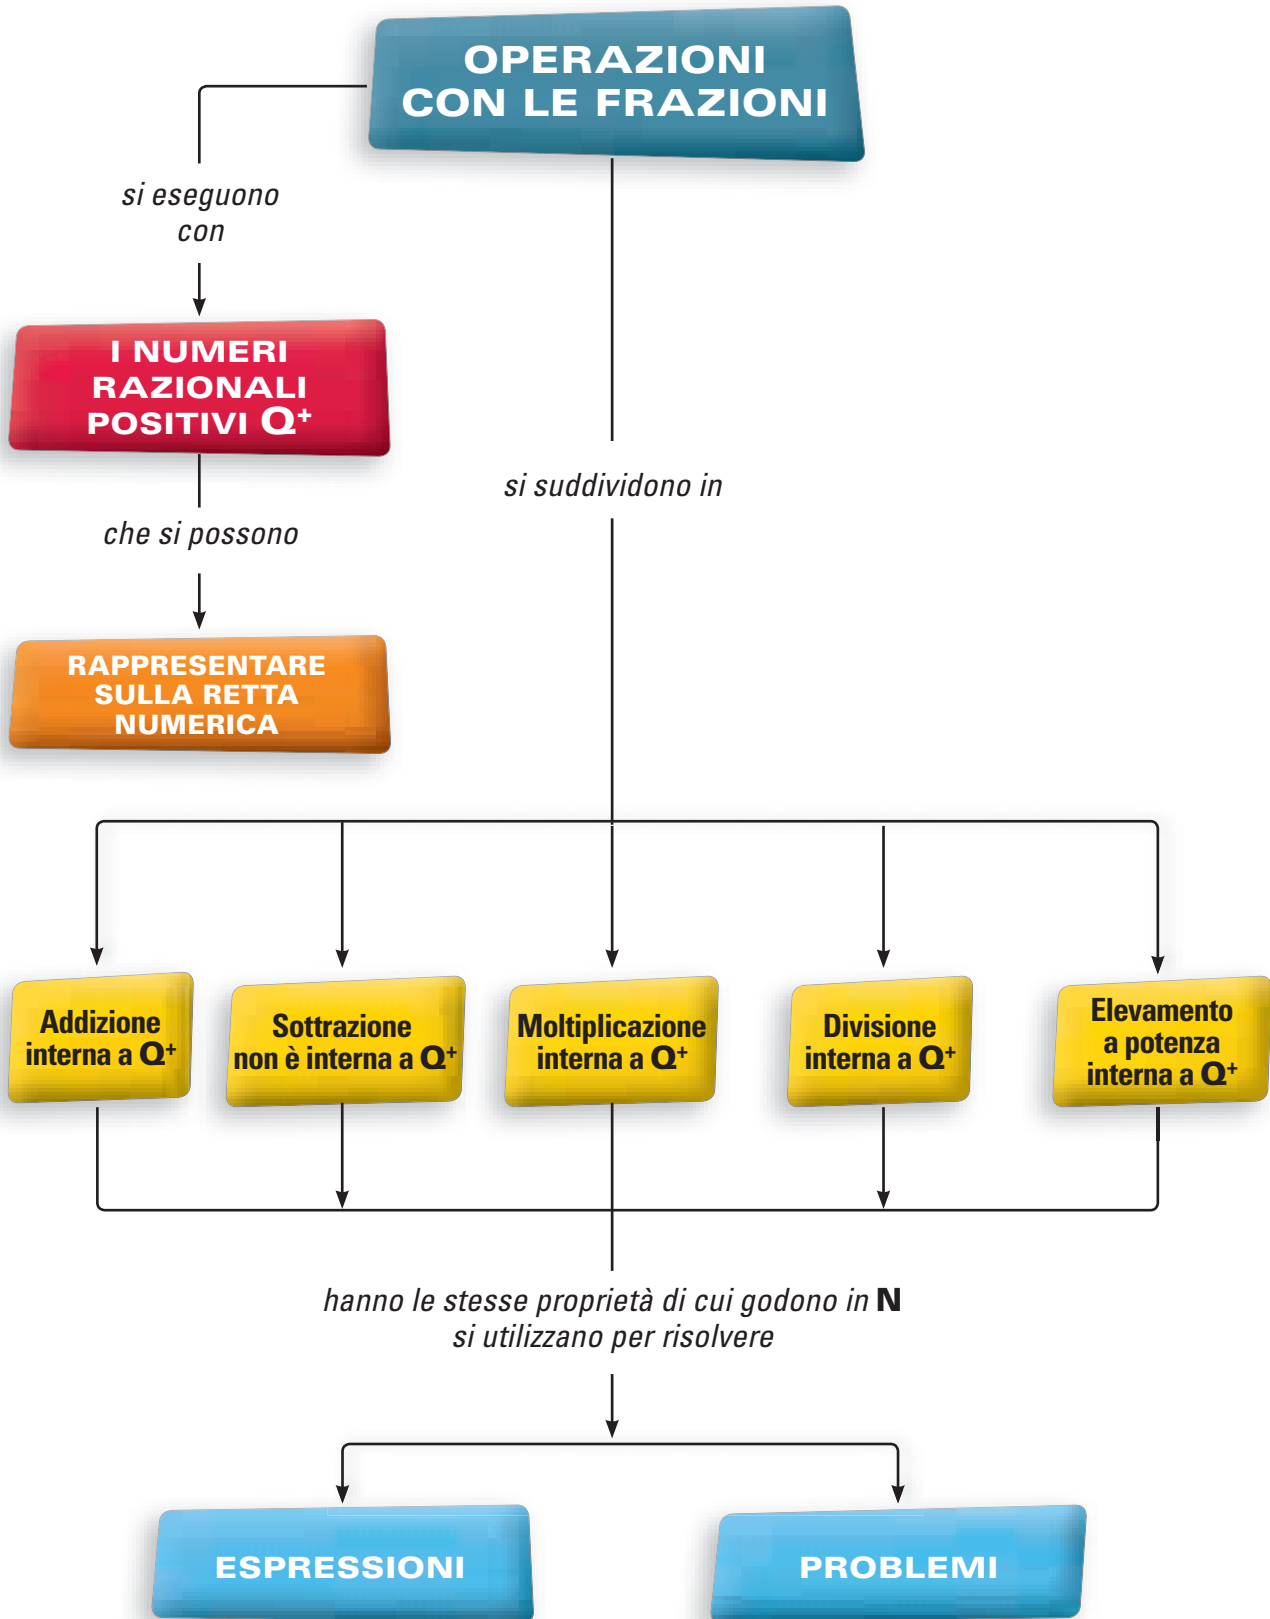 OPERAZIONI
CON LE FRAZIONI
si eseguono
con
I NUMERI
RAZIONALI
POSITIVI Q+
che si possono
RAPPRESENTARE
SULLA RETTA
NUMERICA
si suddividono in
Addizione
interna a Q+
Sottrazione
non è interna a Q+
Moltiplicazione
interna a Q+
Divisione
interna a Q+
Elevamento
a potenza
interna a Q+
hanno le stesse proprietà di cui godono in N
si utilizzano per risolvere
ESPRESSIONI
PROBLEMI